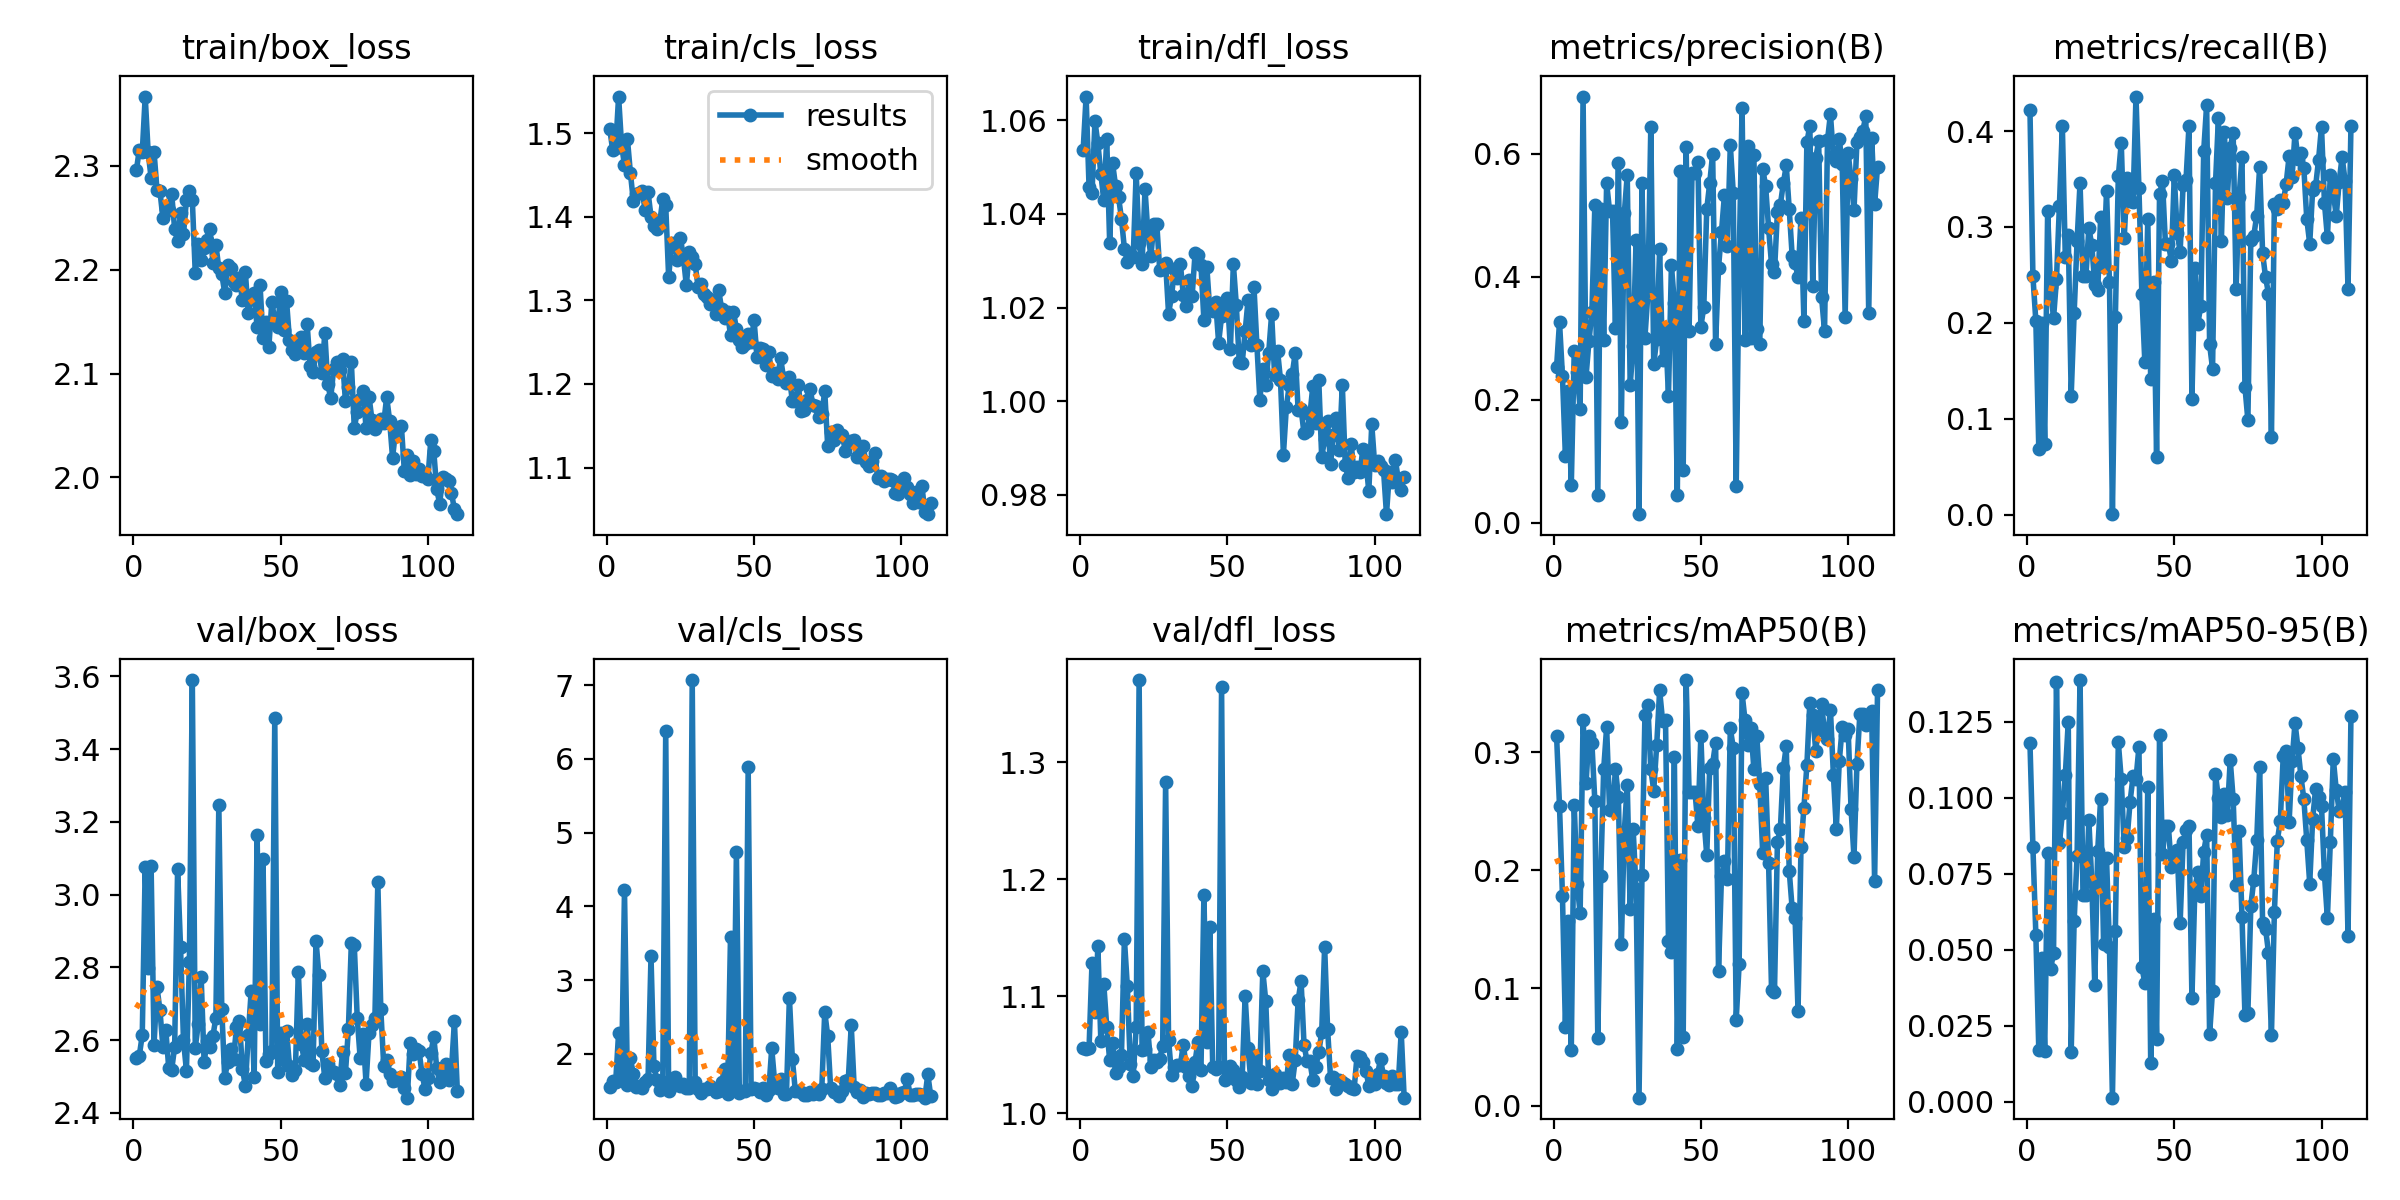 train/box_loss
train/cls_loss
train/dfl_loss
metrics/precision(B)
metrics/recall(B)
2.3
2.2
2.1
2.0
0 50 100
results
smooth
1.5
1.4
1.3
1.2
1.1
0 50 100
1.06
1.04
1.02
1.00
0.98
0 50 100
0.6
0.4
0.2
0.0
0 50 100
0.4
0.3
0.2
0.1
0.0
0 50 100
val/box_loss
val/cls_loss
val/dfl_loss
metrics/mAP50(B)
metrics/mAP50-95(B)
3.6
3.4
3.2
3.0
2.8
2.6
2.4
0 50 100
7
6
5
4
3
2
0 50 100
1.3
1.2
1.1
1.0
0 50 100
0.3
0.2
0.1
0.0
0 50 100
0.125
0.100
0.075
0.050
0.025
0.000
0 50 100